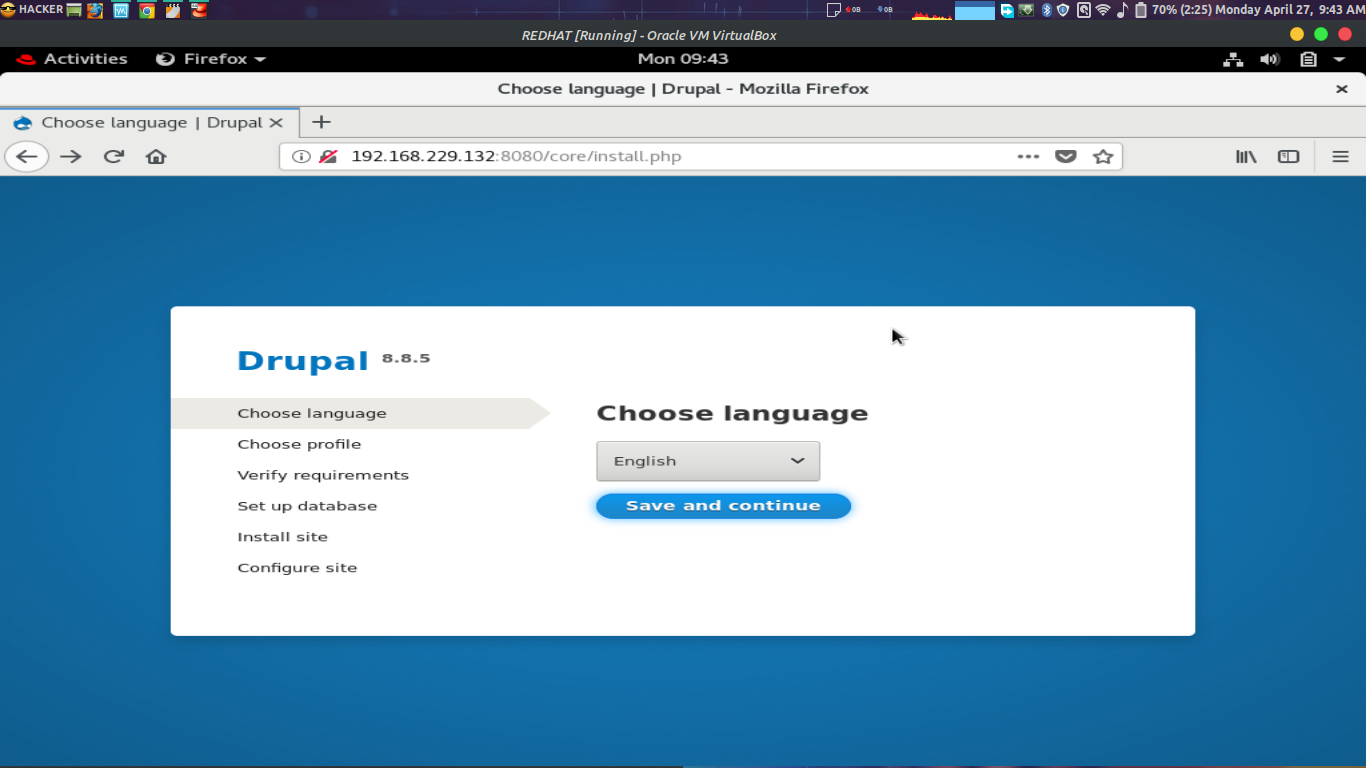 HACKER 0B 0B 70% (2:25) Monday April 27, 9:43 AM
REDHAT [Running] - Oracle VM VirtualBox
Activities Firefox Mon 09:43
Choose language | Drupal - Mozilla Firefox
Choose language | Drupal
192.168.229.132:8080/core/install.php
Drupal 8.8.5
Choose language
Choose profile
Verify requirements
Set up database
Install site
Configure site
Choose language
English
Save and continue